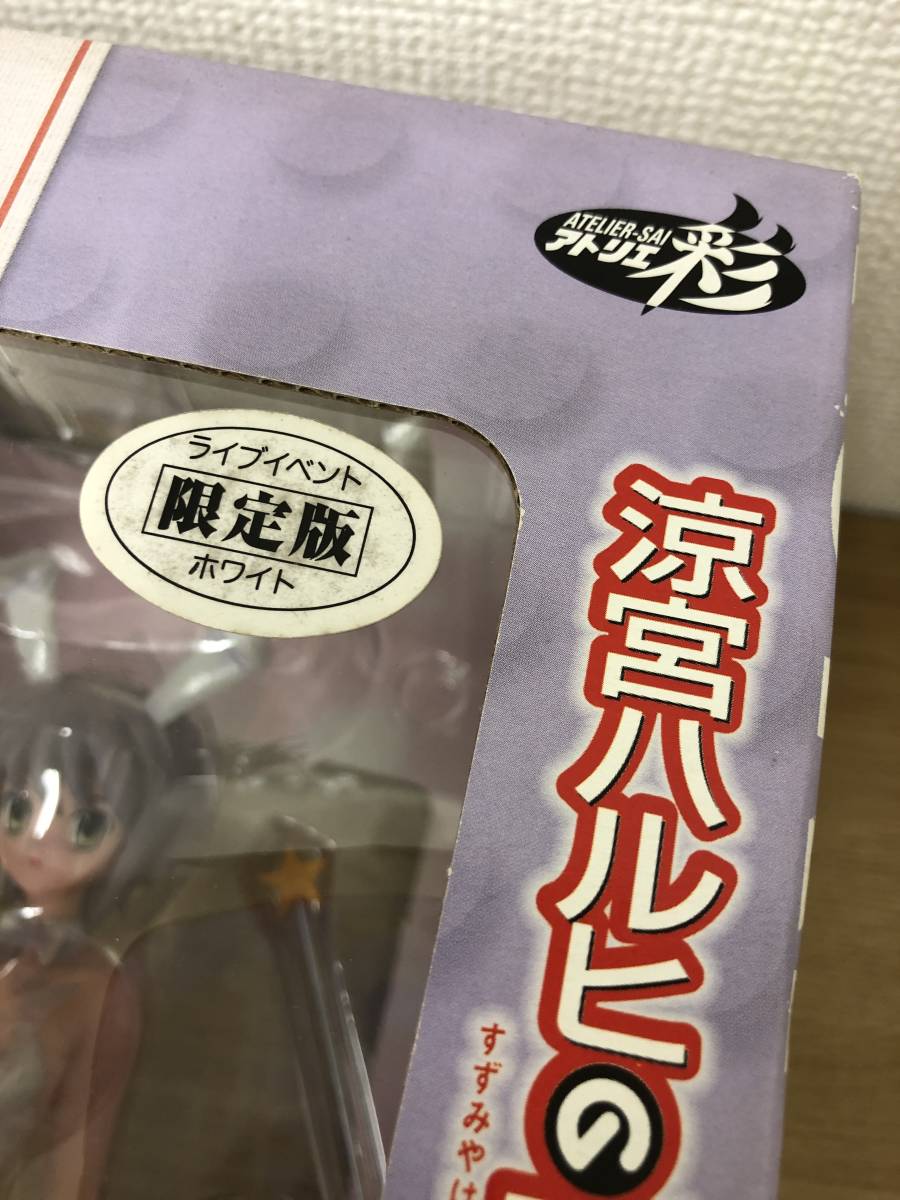 ATELIER-SAI
アトリエ彩
ライブイベント
限定版
ホワイト
涼宮ハルヒの
すずみやは